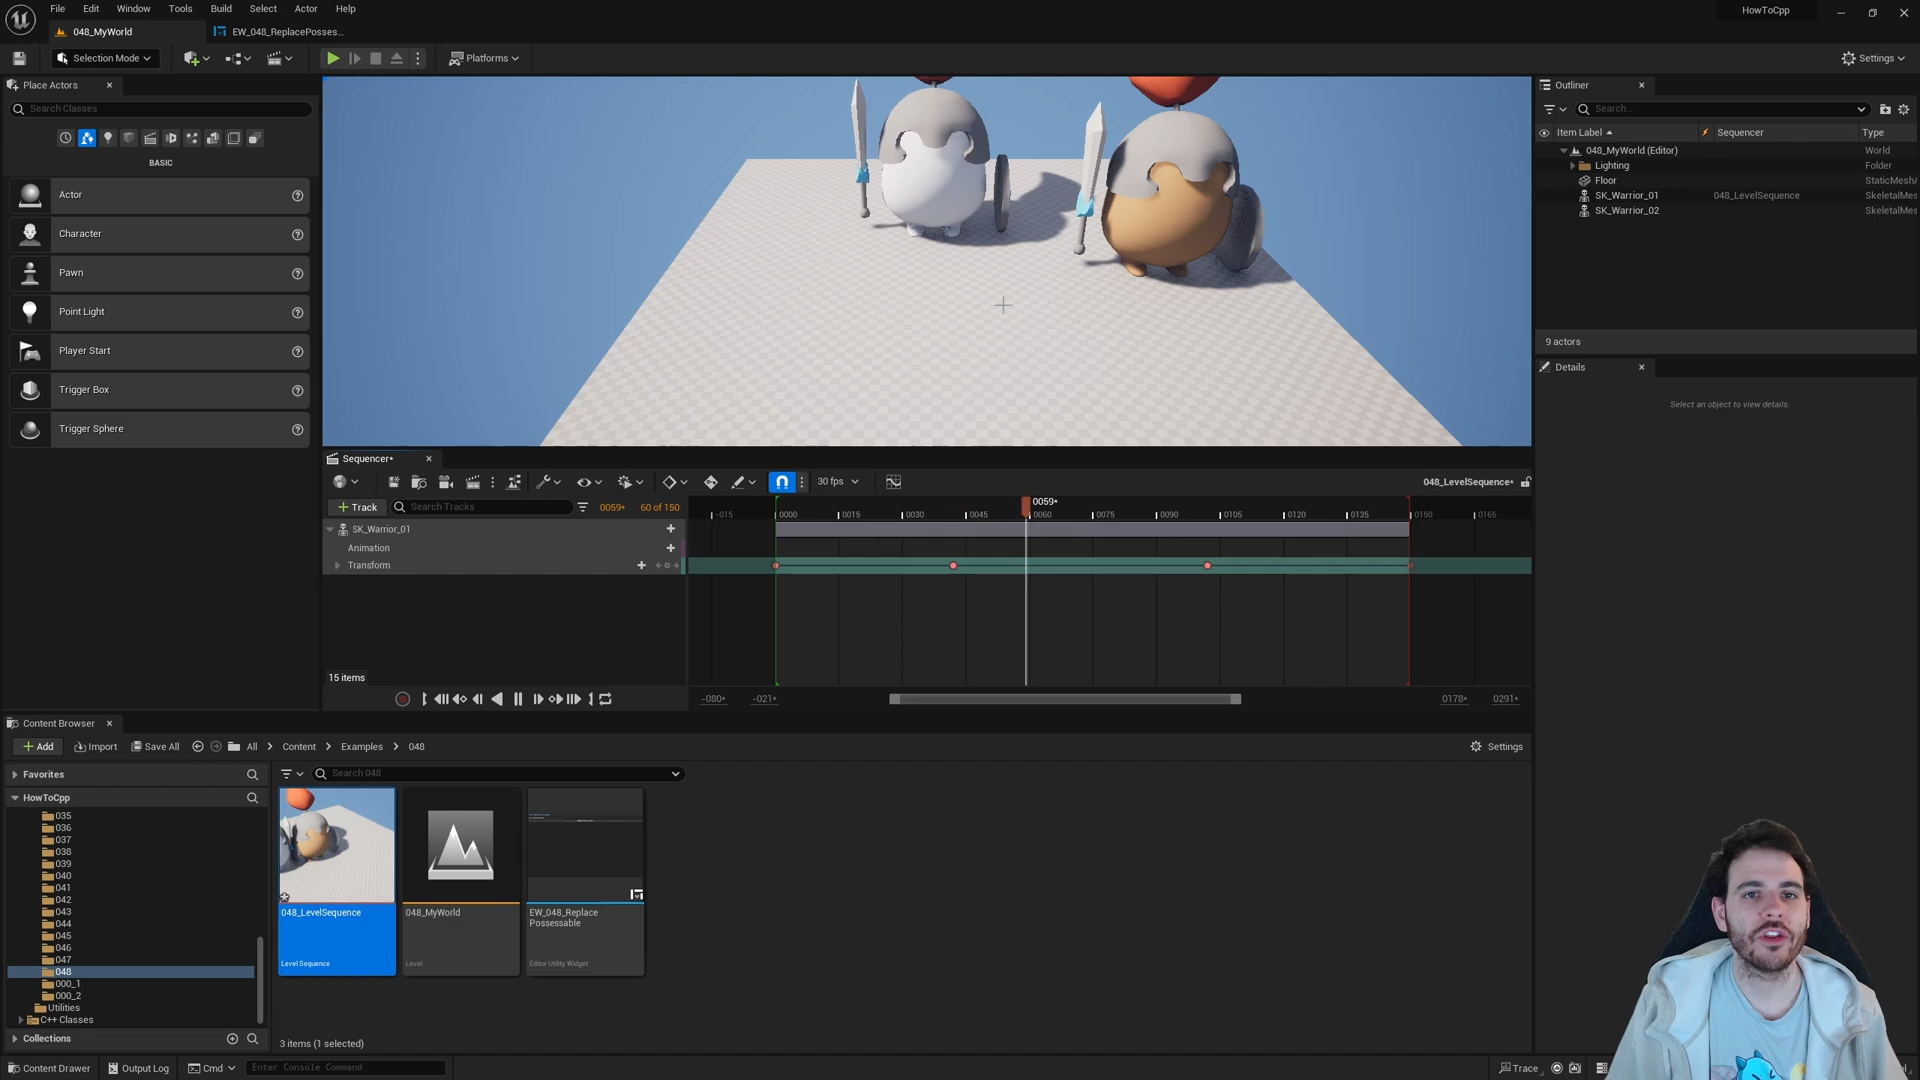 File Edit Window Tools Build Select Actor Help
HowToCpp
048_MyWorld
EW_048_ReplacePosses...
Selection Mode
Platforms
Settings
Place Actors
Search Classes
BASIC
Actor
Character
Pawn
Point Light
Player Start
Trigger Box
Trigger Sphere
Outliner
Search...
Item Label Sequencer Type
048_MyWorld (Editor) World
Lighting Folder
Floor StaticMeshA
SK_Warrior_01 048_LevelSequence SkeletalMes
SK_Warrior_02 SkeletalMes
9 actors
Details
Select an object to view details.
Sequencer*
30 fps
048_LevelSequence*
Track
Search Tracks
0059*
60 of 150
0059*
-015 0000 0015 0030 0045 0060 0075 0090 0105 0120 0135 0150 0165
SK_Warrior_01
Animation
Transform
15 items
-080* -021* 0178* 0291*
Content Browser
Add
Import
Save All
All
Content
Examples
048
Settings
Favorites
Search 048
HowToCpp
035
036
037
038
039
040
041
042
043
044
045
046
047
048
000_1
000_2
Utilities
C++ Classes
Collections
048_LevelSequence
Level Sequence
048_MyWorld
Level
EW_048_Replace
Possessable
Editor Utility Widget
3 items (1 selected)
Content Drawer
Output Log
Cmd
Enter Console Command
Trace